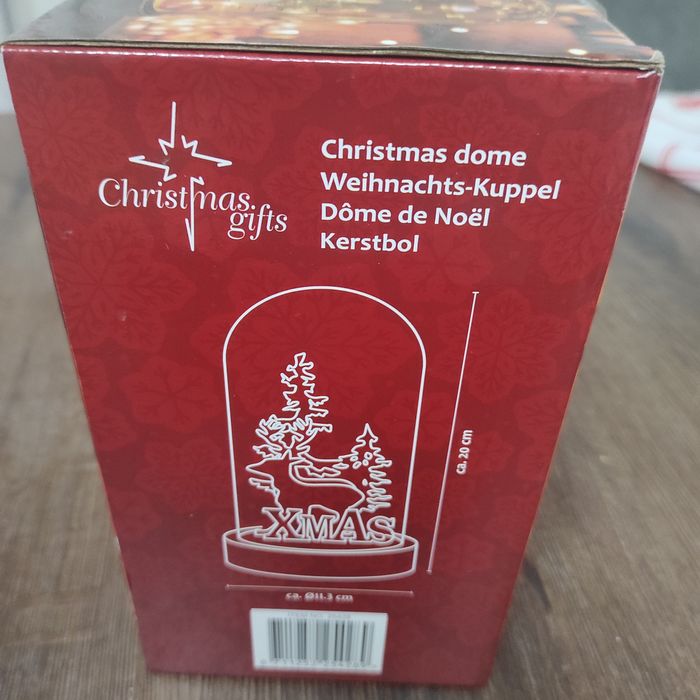 Christmas
gifts
Christmas dome
Weihnachts-Kuppel
Dôme de Noël
Kerstbol
ca. 20 cm
XMAS
ca. Ø11.3 cm